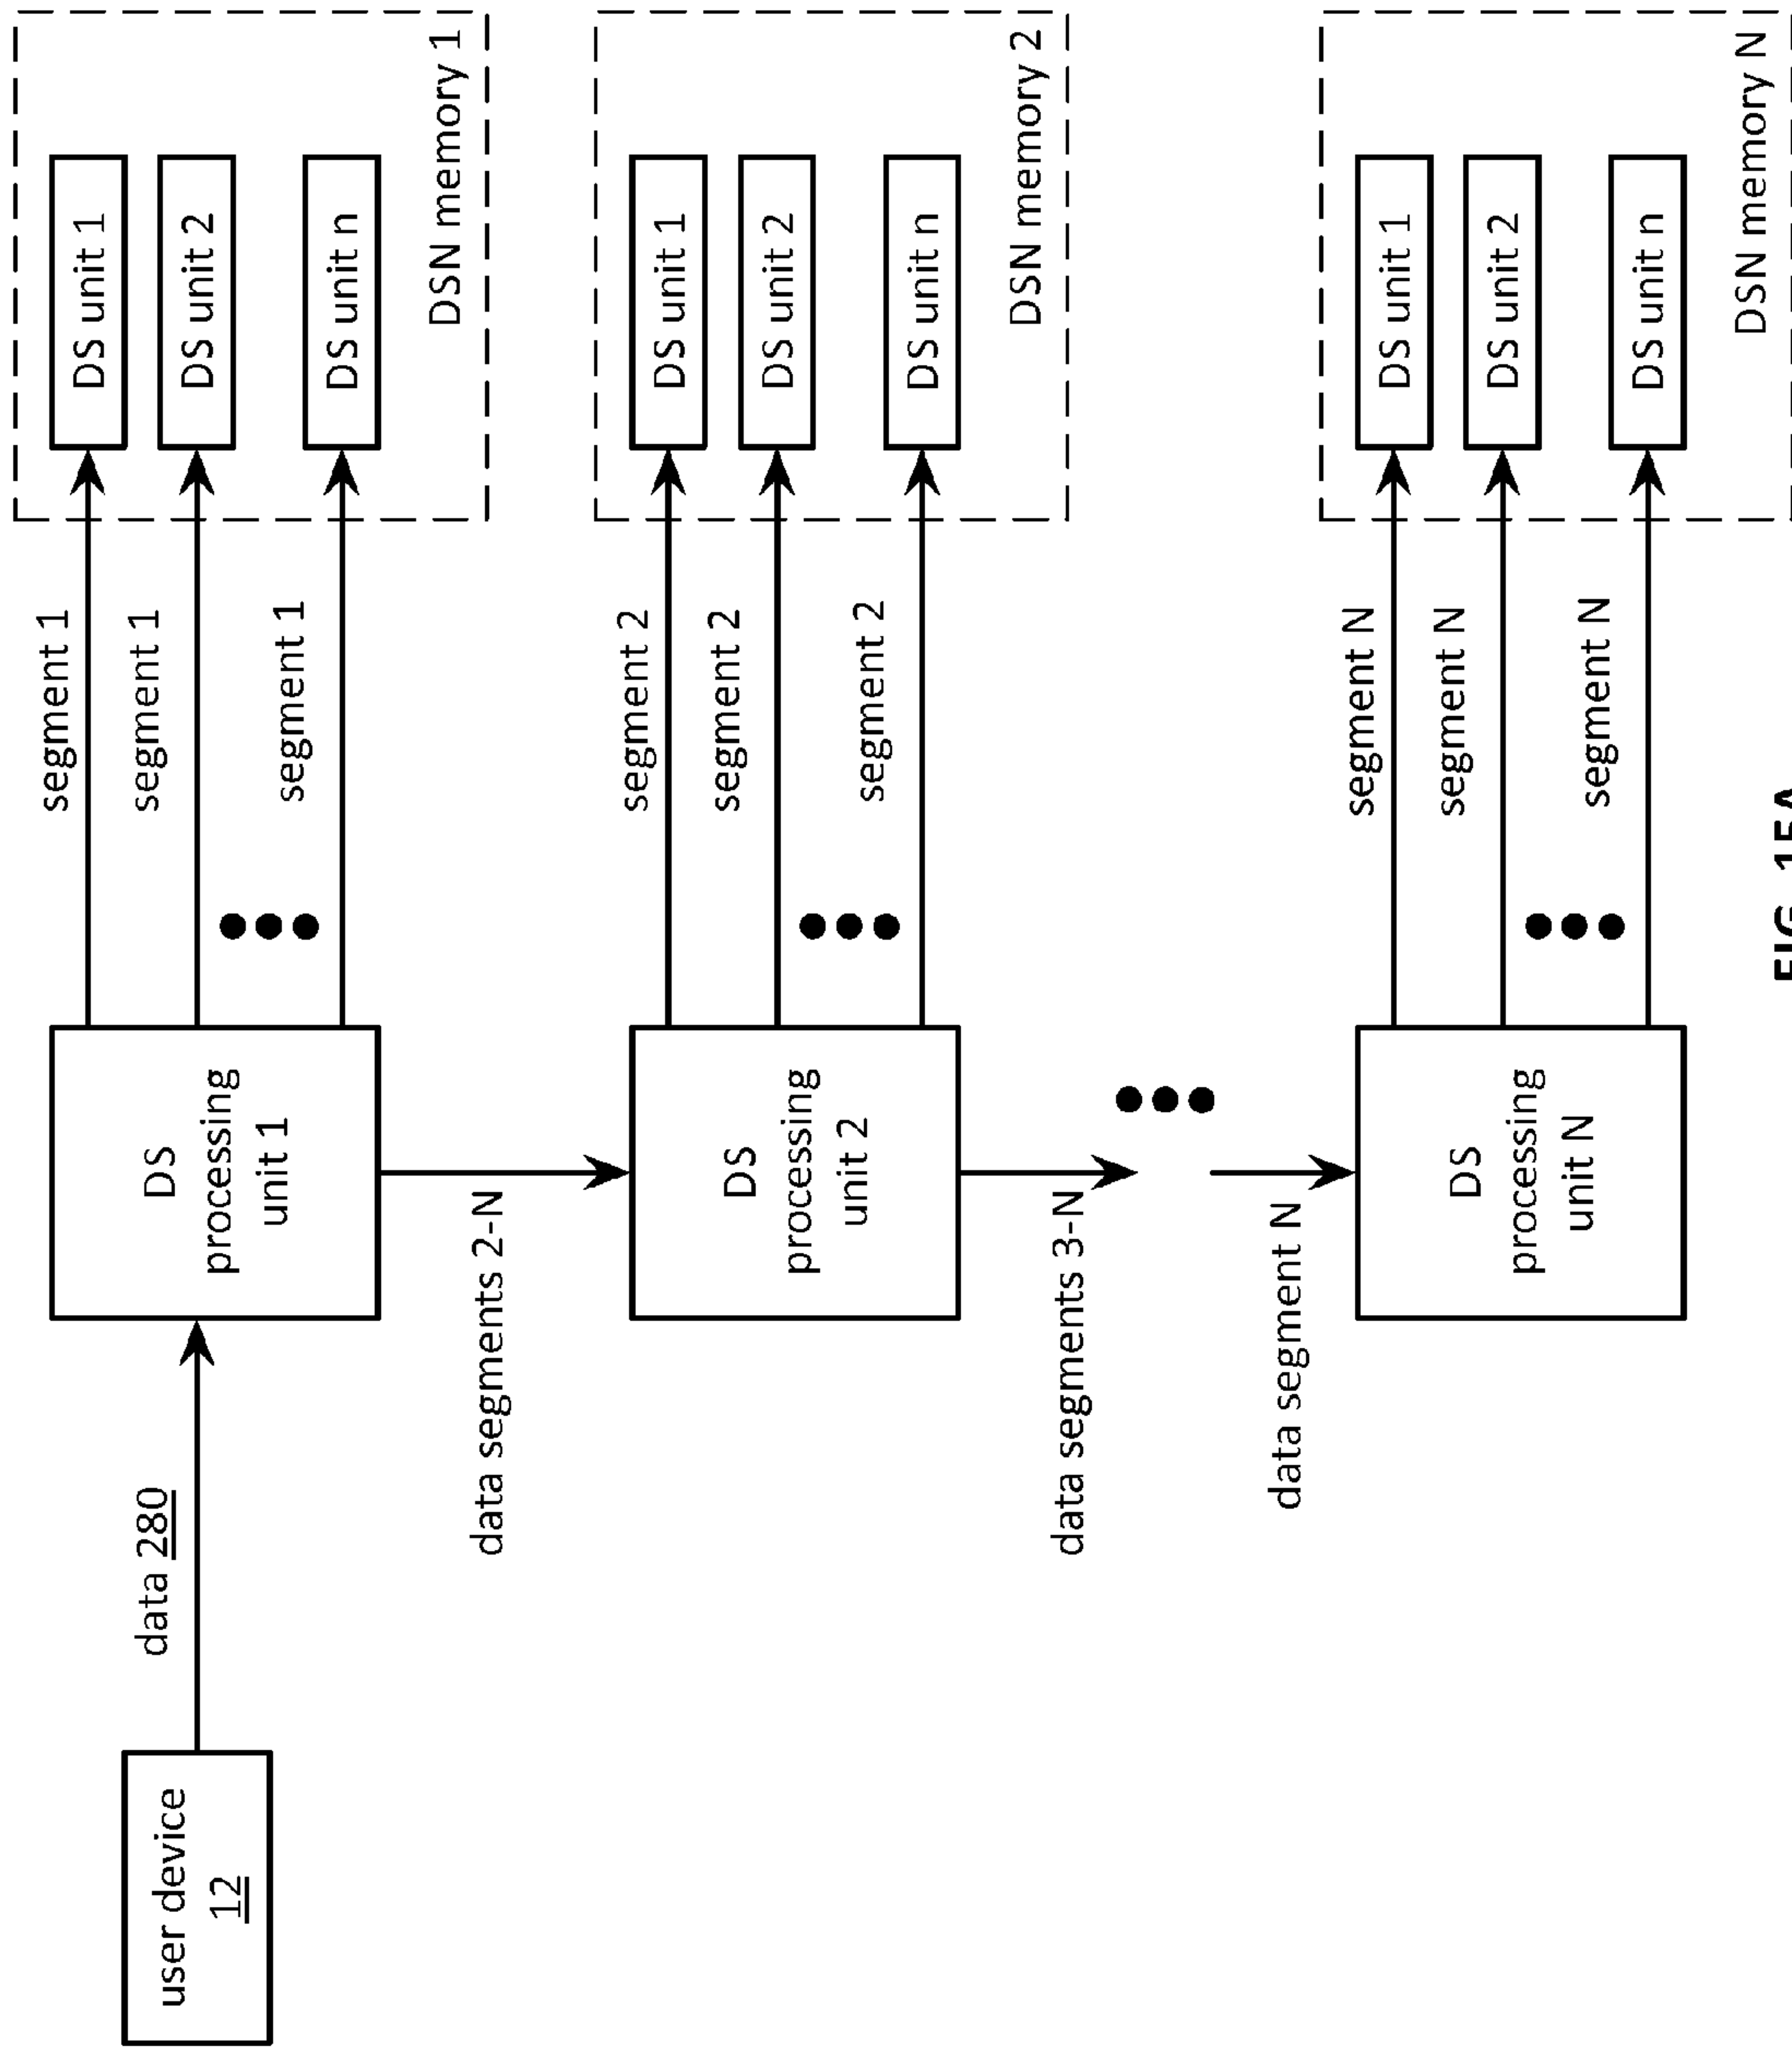 user device
12
data 280
DS
processing
unit 1
segment 1
segment 1
segment 1
DS unit 1
DS unit 2
DS unit n
DSN memory 1
data segments 2-N
DS
processing
unit 2
segment 2
segment 2
segment 2
DS unit 1
DS unit 2
DS unit n
DSN memory 2
data segments 3-N
data segment N
DS
processing
unit N
segment N
segment N
segment N
DS unit 1
DS unit 2
DS unit n
DSN memory N
FIG. 15A